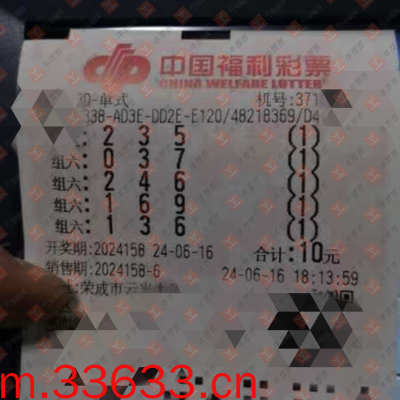 中国福利彩票
CHINA WELFARE LOTTERY
3D-单式 机号:371
338-AD3E-DD2E-E120/48218369/D4
: 2 3 5 (1)
组六: 0 3 7 (1)
组六: 2 4 6 (1)
组六: 1 6 9 (1)
组六: 1 3 6 (1)
开奖期:2024158 24-06-16 合计:10元
销售期:2024158-6 24-06-16 18:13:59
荣成市
m.33633.cn